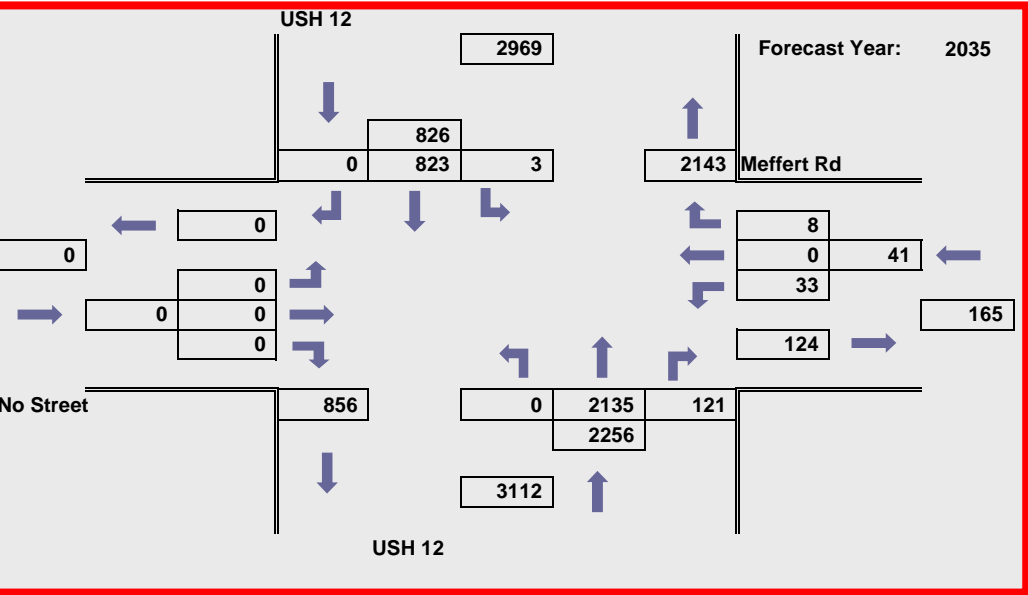 USH 12
2969 Forecast Year: 2035
826
0 823 3 2143 Meffert Rd
0 8
0 0 41
0 33
0 0 165
0 124
No Street 856 0 2135 121
2256
3112
USH 12